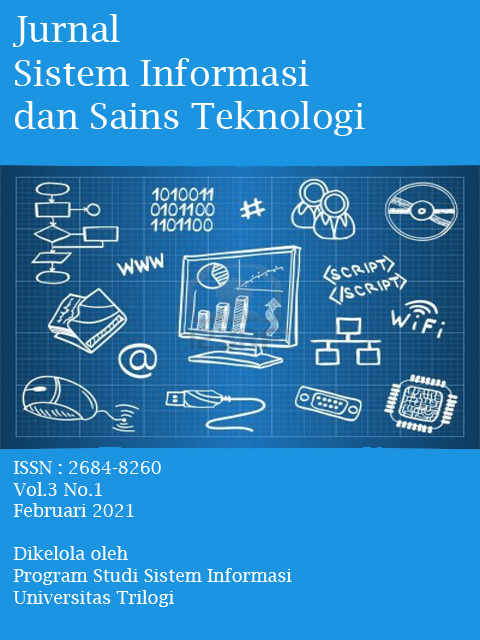 Jurnal
Sistem Informasi
dan Sains Teknologi
1010011
0101100
1101100
#
www
<SCRIPT>
</SCRIPT>
WiFi
@
ISSN : 2684-8260
Vol.3 No.1
Februari 2021
Dikelola oleh
Program Studi Sistem Informasi
Universitas Trilogi